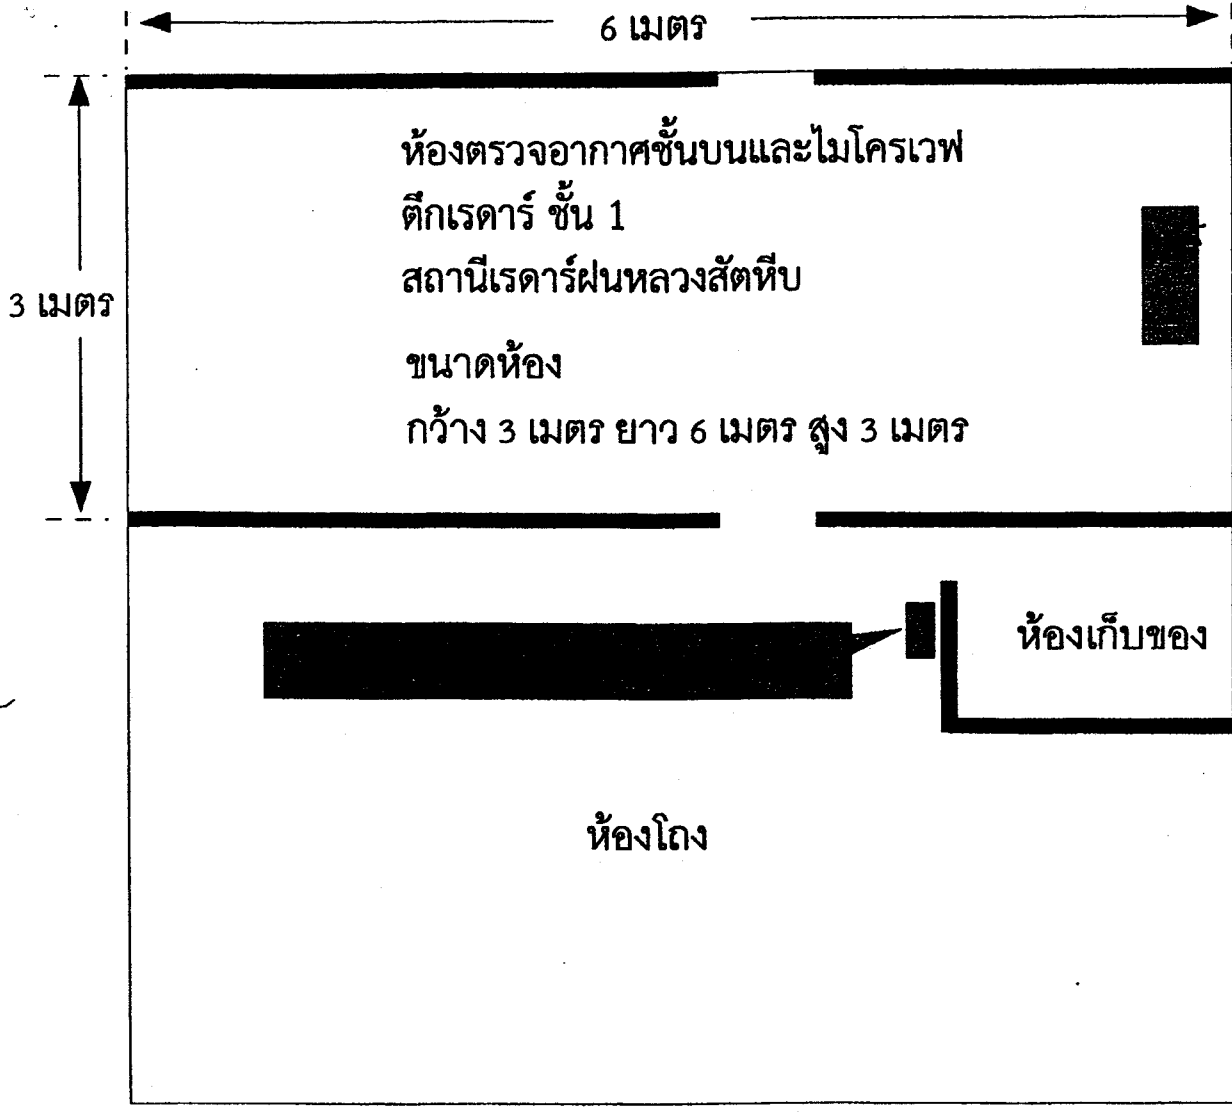 6 เมตร
ห้องตรวจอากาศชั้นบนและไมโครเวฟ
ตึกเรดาร์ ชั้น 1
สถานีเรดาร์ฝนหลวงสัตหีบ
3 เมตร
ขนาดห้อง
กว้าง 3 เมตร ยาว 6 เมตร สูง 3 เมตร
ห้องเก็บของ
ห้องโถง